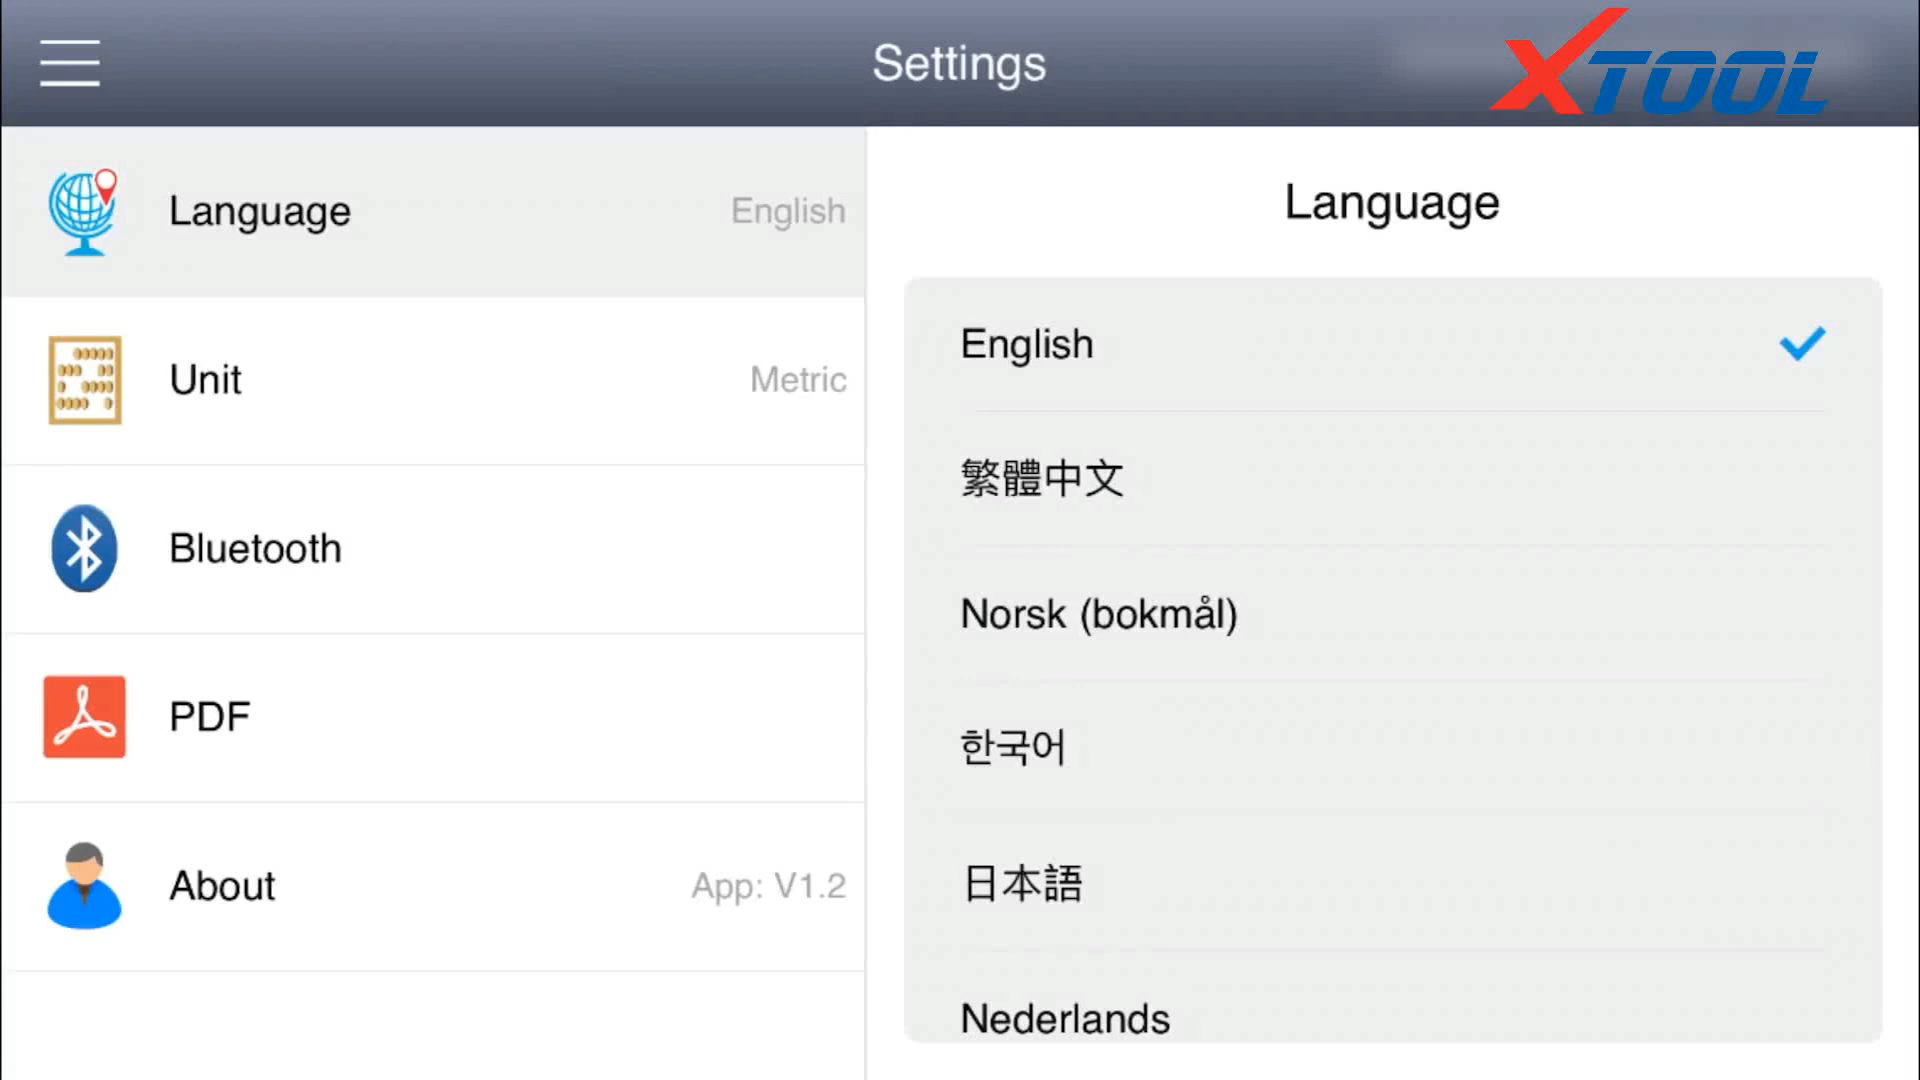 Settings
XTOOL
Language English
Unit Metric
Bluetooth
PDF
About App: V1.2
Language
English
繁體中文
Norsk (bokmål)
한국어
日本語
Nederlands